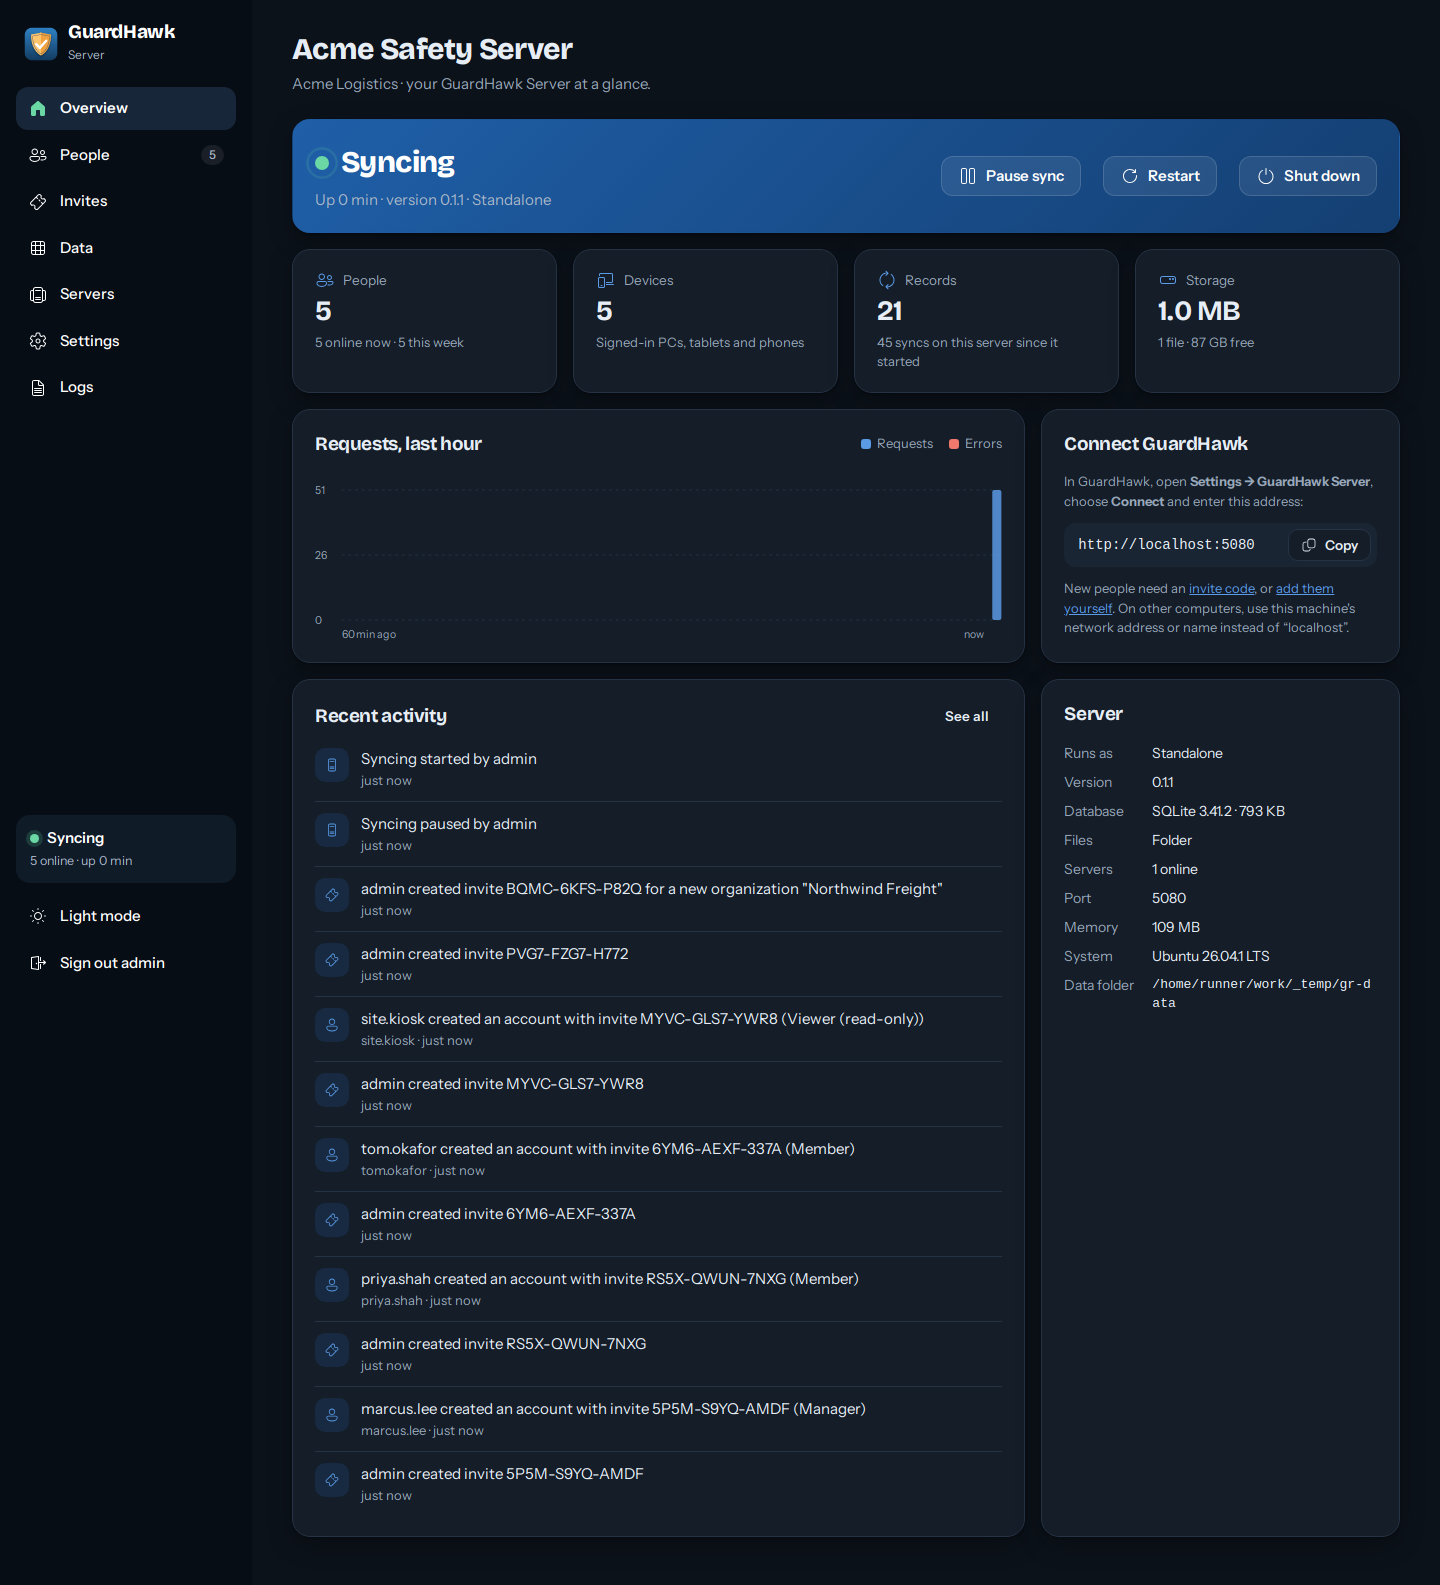 GuardHawk
Server
Overview
People 5
Invites
Data
Servers
Settings
Logs
Syncing
5 online · up 0 min
Light mode
Sign out admin
Acme Safety Server
Acme Logistics · your GuardHawk Server at a glance.
Syncing
Up 0 min · version 0.1.1 · Standalone
Pause sync
Restart
Shut down
People
5
5 online now · 5 this week
Devices
5
Signed-in PCs, tablets and phones
Records
21
45 syncs on this server since it
started
Storage
1.0 MB
1 file · 87 GB free
Requests, last hour
Requests
Errors
51
26
0
60 min ago
now
Connect GuardHawk
In GuardHawk, open Settings → GuardHawk Server,
choose Connect and enter this address:
http://localhost:5080
Copy
New people need an invite code, or add them
yourself. On other computers, use this machine's
network address or name instead of “localhost”.
Recent activity
See all
Syncing started by admin
just now
Syncing paused by admin
just now
admin created invite BQMC-6KFS-P82Q for a new organization "Northwind Freight"
just now
admin created invite PVG7-FZG7-H772
just now
site.kiosk created an account with invite MYVC-GLS7-YWR8 (Viewer (read-only))
site.kiosk · just now
admin created invite MYVC-GLS7-YWR8
just now
tom.okafor created an account with invite 6YM6-AEXF-337A (Member)
tom.okafor · just now
admin created invite 6YM6-AEXF-337A
just now
priya.shah created an account with invite RS5X-QWUN-7NXG (Member)
priya.shah · just now
admin created invite RS5X-QWUN-7NXG
just now
marcus.lee created an account with invite 5P5M-S9YQ-AMDF (Manager)
marcus.lee · just now
admin created invite 5P5M-S9YQ-AMDF
just now
Server
Runs as Standalone
Version 0.1.1
Database SQLite 3.41.2 · 793 KB
Files Folder
Servers 1 online
Port 5080
Memory 109 MB
System Ubuntu 26.04.1 LTS
Data folder /home/runner/work/_temp/gr-d
ata